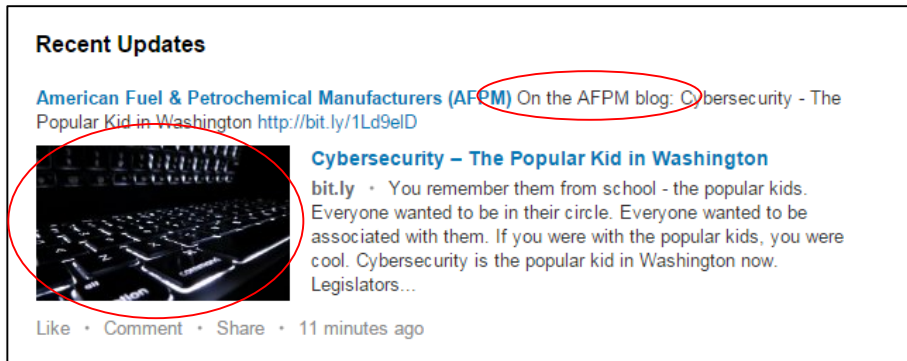 Recent Updates
American Fuel & Petrochemical Manufacturers (AFPM) On the AFPM blog: Cybersecurity - The
Popular Kid in Washington http://bit.ly/1Ld9elD
Cybersecurity – The Popular Kid in Washington
bit.ly • You remember them from school - the popular kids.
Everyone wanted to be in their circle. Everyone wanted to be
associated with them. If you were with the popular kids, you were
cool. Cybersecurity is the popular kid in Washington now.
Legislators...
command
alt
option
Like • Comment • Share • 11 minutes ago